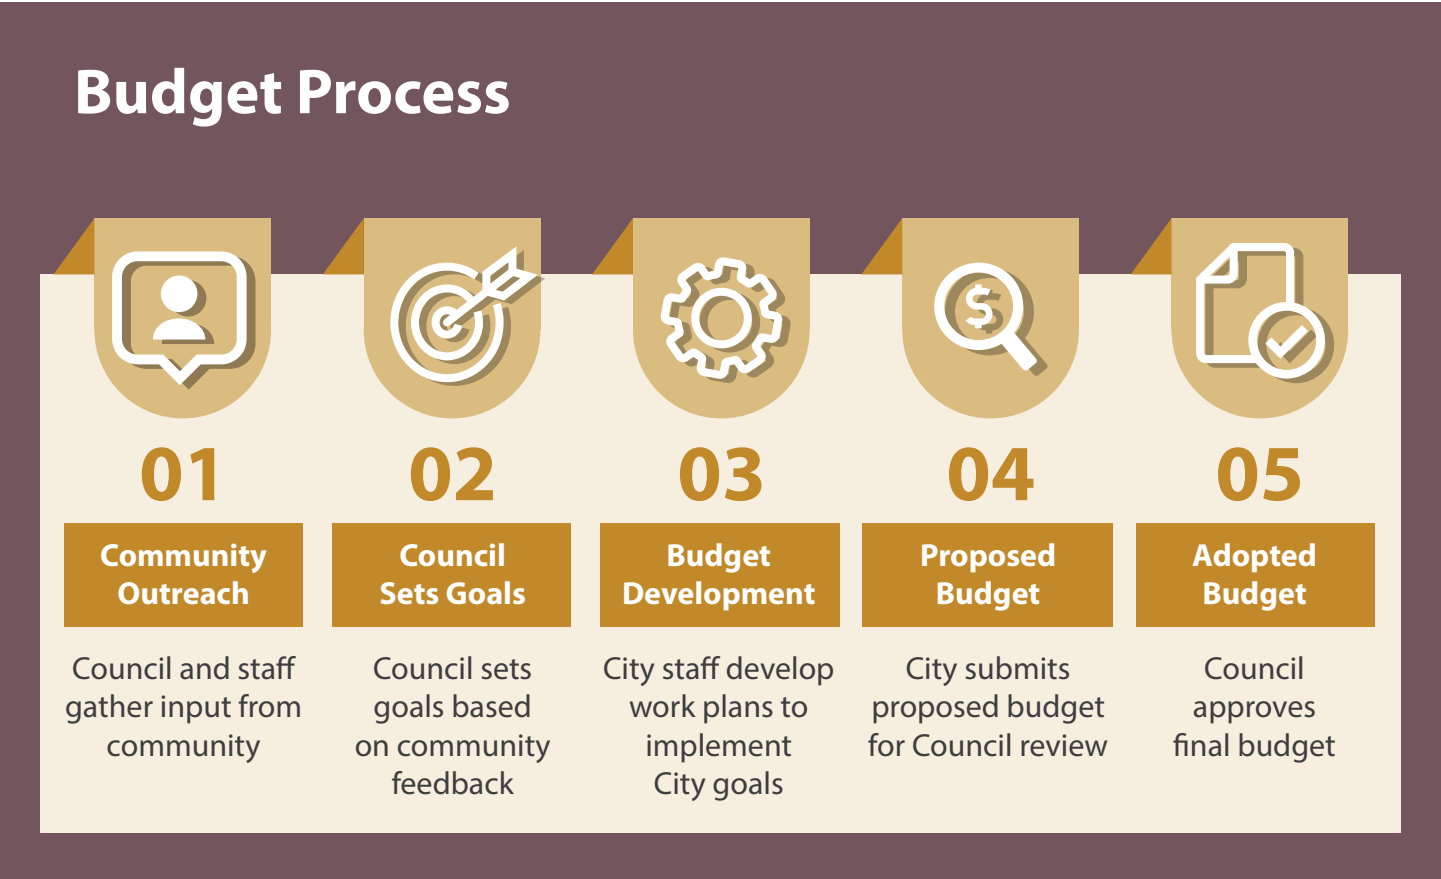 Budget Process
$
01
Community
Outreach
Council and staff
gather input from
community
02
Council
Sets Goals
Council sets
goals based
on community
feedback
03
Budget
Development
City staff develop
work plans to
implement
City goals
04
Proposed
Budget
City submits
proposed budget
for Council review
05
Adopted
Budget
Council
approves
final budget